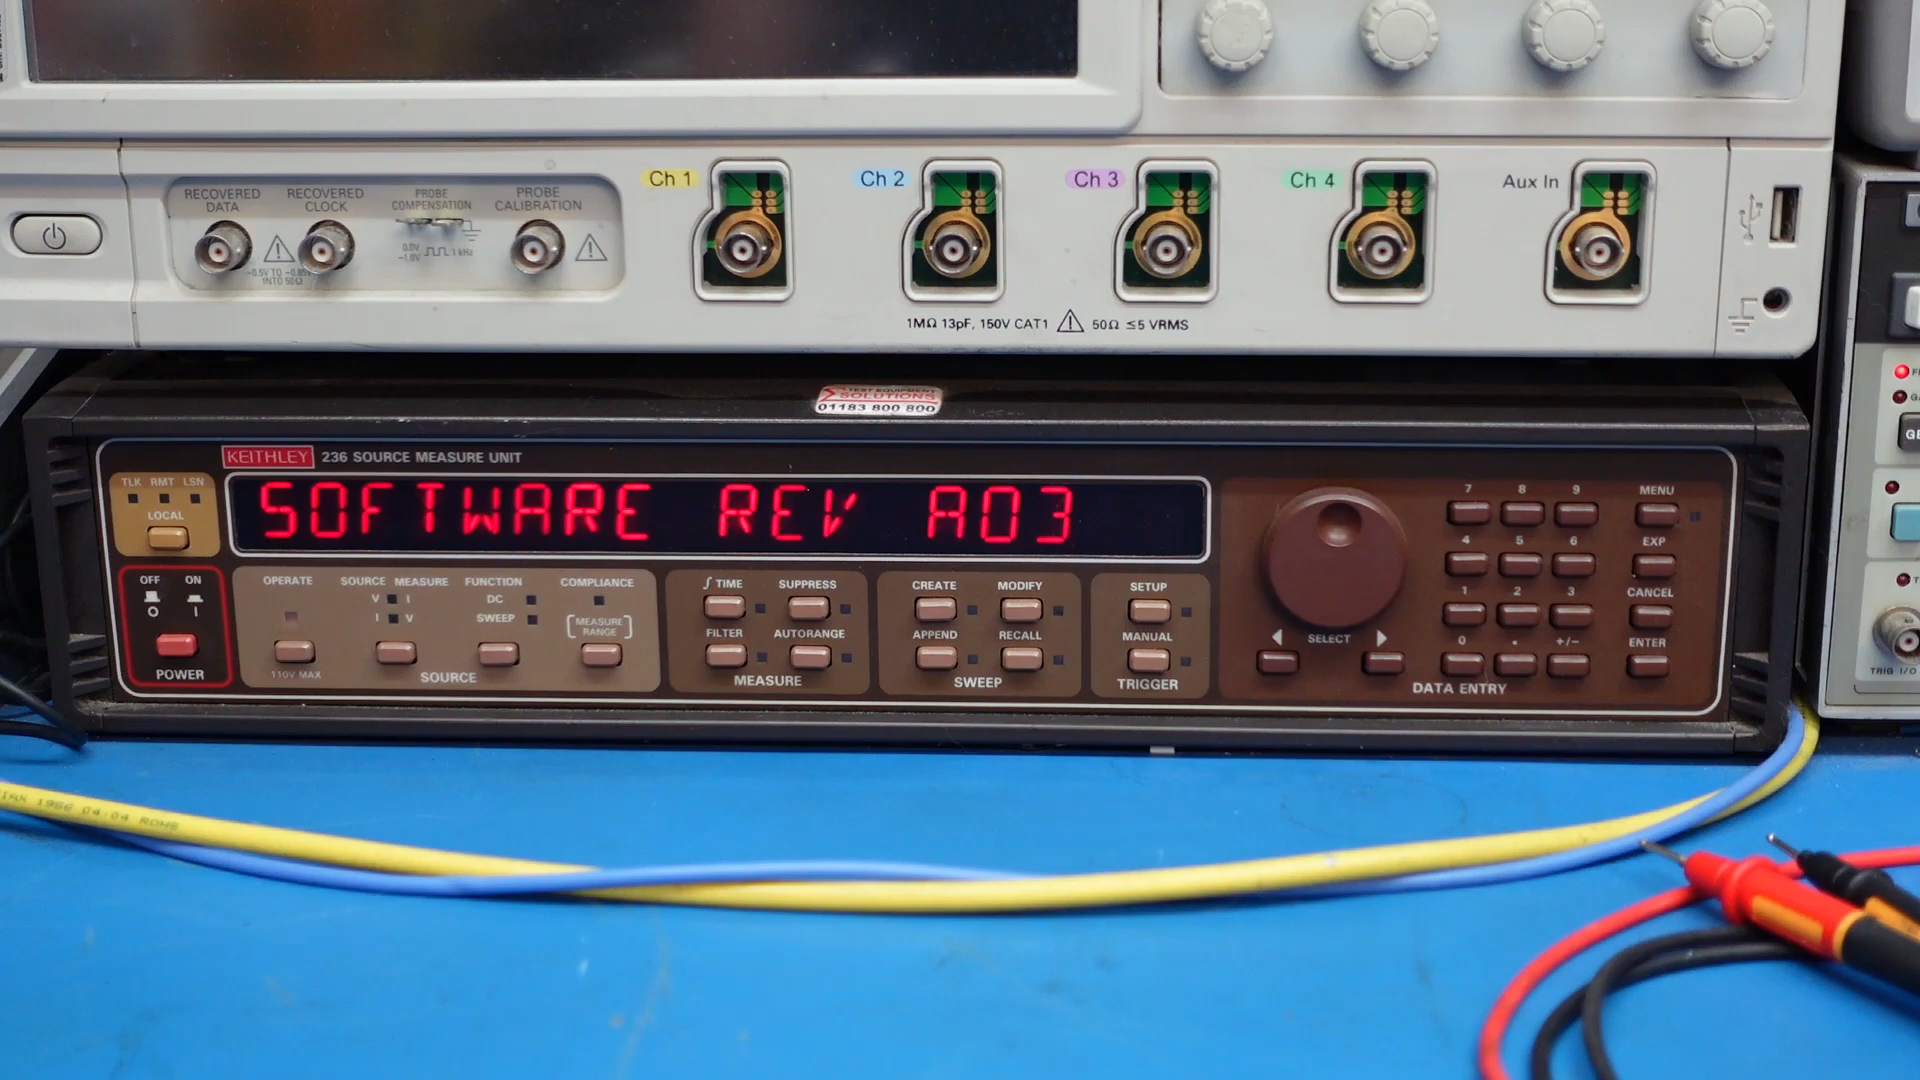 RECOVERED DATA
RECOVERED CLOCK
PROBE COMPENSATION
PROBE CALIBRATION
0.0V
-1.0V
1 kHz
INTO 50Ω
Ch 1
Ch 2
Ch 3
Ch 4
Aux In
1MΩ 13pF, 150V CAT1
50Ω ≤5 VRMS
TEST EQUIPMENT
SOLUTIONS
01183 800 800
KEITHLEY 236 SOURCE MEASURE UNIT
TLK RMT LSN
LOCAL
SOFTWARE REV A03
OFF ON
O I
POWER
OPERATE
110V MAX
SOURCE MEASURE
V I
I V
FUNCTION
DC
SWEEP
COMPLIANCE
MEASURE RANGE
SOURCE
∫ TIME
SUPPRESS
FILTER
AUTORANGE
MEASURE
CREATE
MODIFY
APPEND
RECALL
SWEEP
SETUP
MANUAL
TRIGGER
SELECT
7 8 9 MENU
4 5 6 EXP
1 2 3 CANCEL
0 . +/- ENTER
DATA ENTRY
TRIG I/O
1966 04-04 ROHS